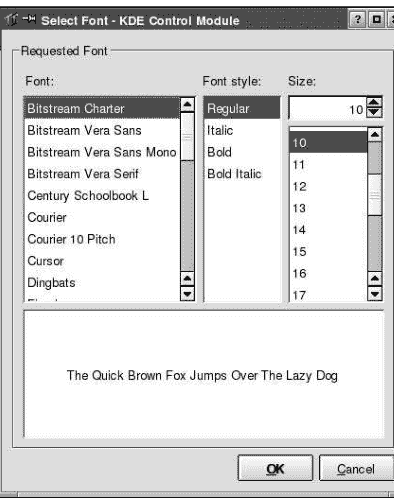 Select Font - KDE Control Module
Requested Font
Font: Font style: Size:
Bitstream Charter
Bitstream Vera Sans
Bitstream Vera Sans Mono
Bitstream Vera Serif
Century Schoolbook L
Courier
Courier 10 Pitch
Cursor
Dingbats
Regular
Italic
Bold
Bold Italic
10
10
11
12
13
14
15
16
17
The Quick Brown Fox Jumps Over The Lazy Dog
OK Cancel